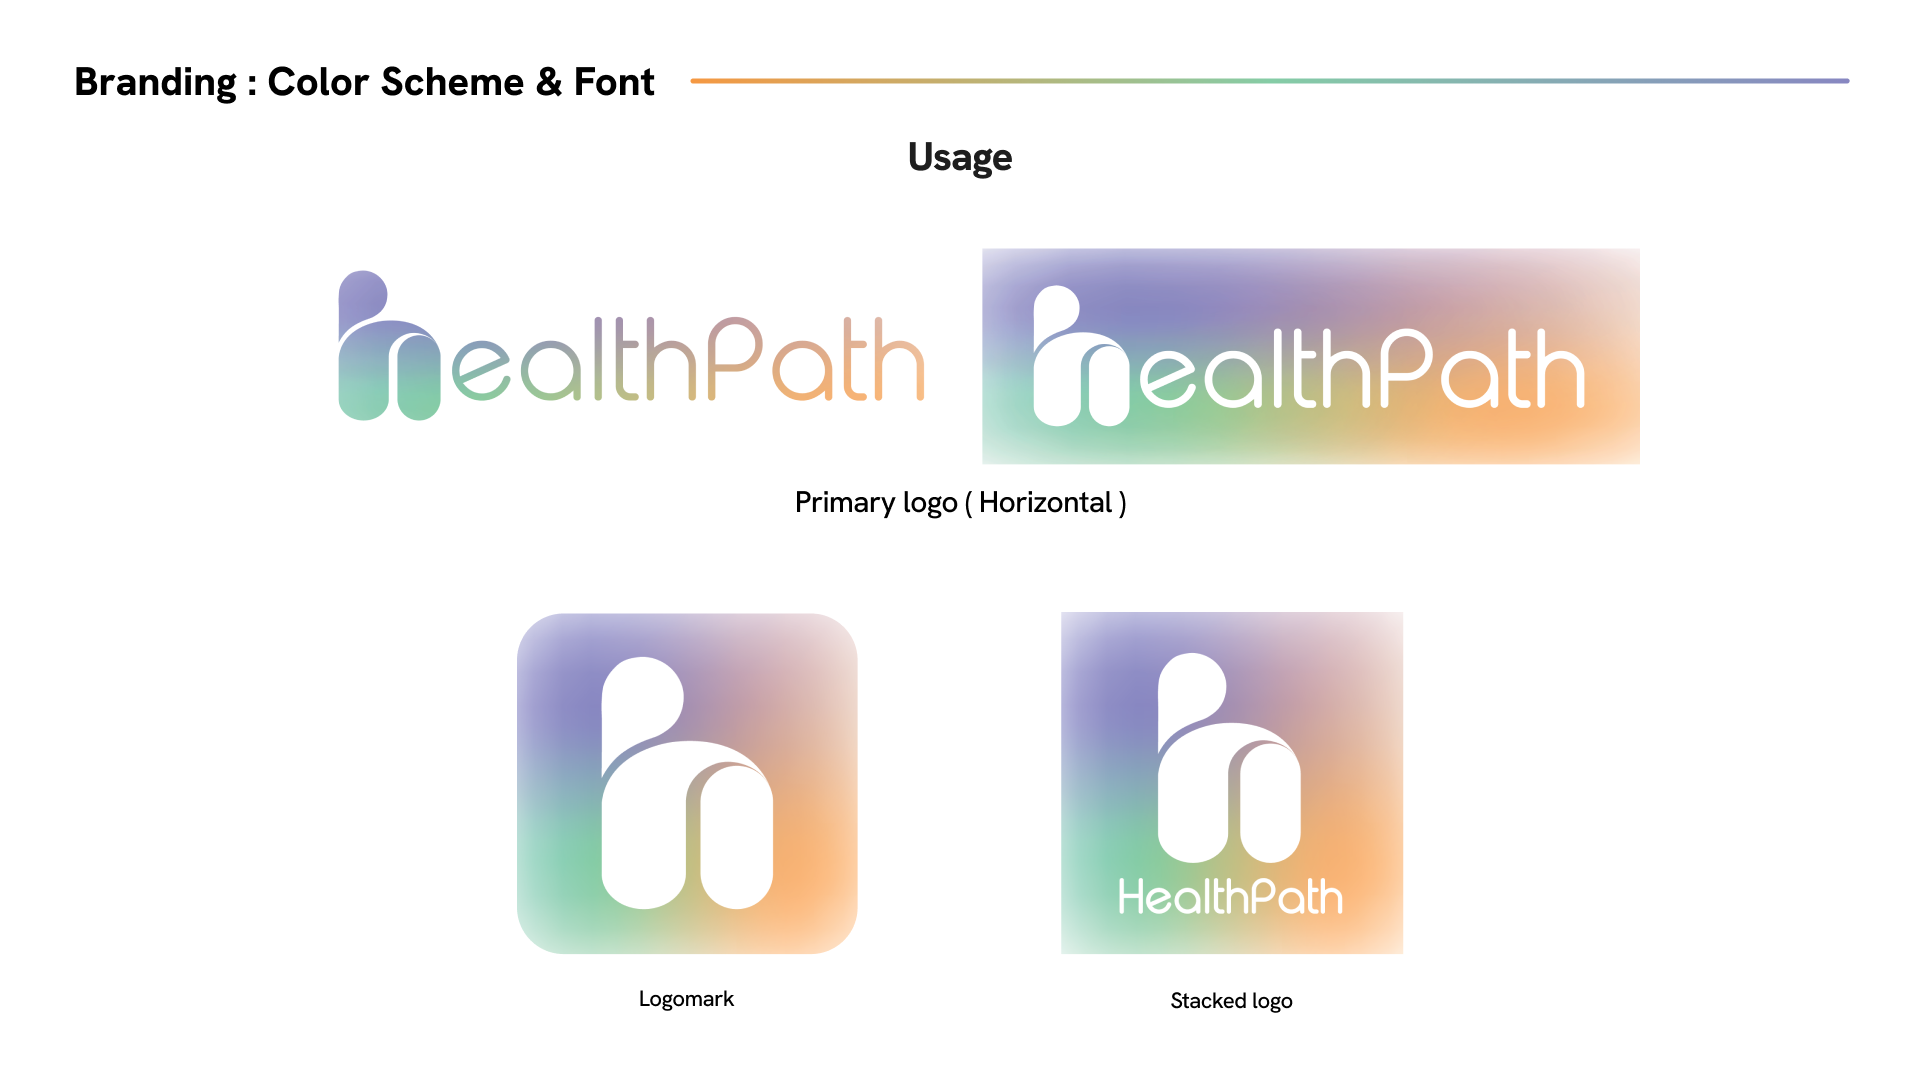 Branding : Color Scheme & Font
Usage
healthPath
healthPath
Primary logo ( Horizontal )
h
h
HealthPath
Logomark
Stacked logo